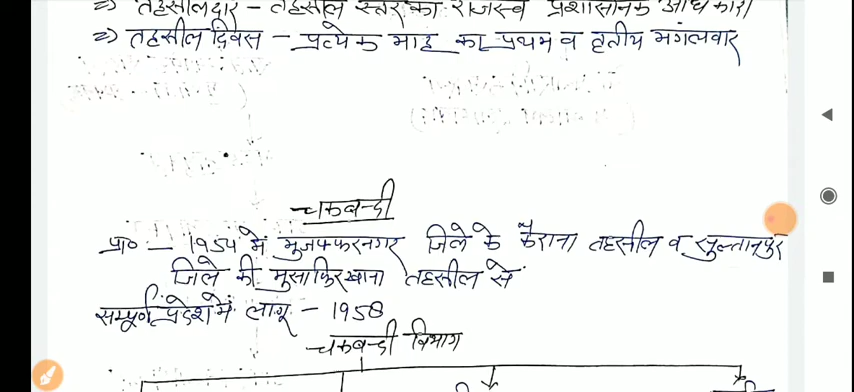 =) तहसीलदार - तहसील स्तर का राजस्व प्रशासनिक अधिकारी
=) तहसील दिवस - प्रत्येक माह का प्रथम व तृतीय मंगलवार
चकबन्दी
प्रा० - 1954 में मुजफ्फरनगर जिले के कैराना तहसील व सुल्तानपुर
जिले की मुसाफिरखाना तहसील से
सम्पूर्ण प्रदेश में लागू - 1958
चकबन्दी विभाग